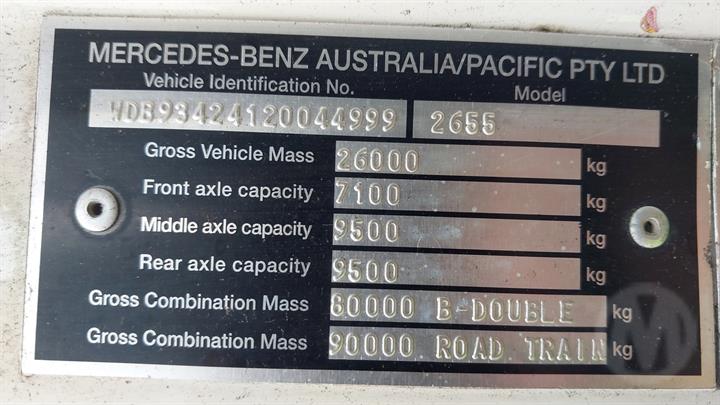 MERCEDES-BENZ AUSTRALIA/PACIFIC PTY LTD
Vehicle Identification No. Model
WDB93424120044999 2655
Gross Vehicle Mass 26000 kg
Front axle capacity 7100 kg
Middle axle capacity 9500 kg
Rear axle capacity 9500 kg
Gross Combination Mass 80000 B-DOUBLE kg
Gross Combination Mass 90000 ROAD TRAIN kg